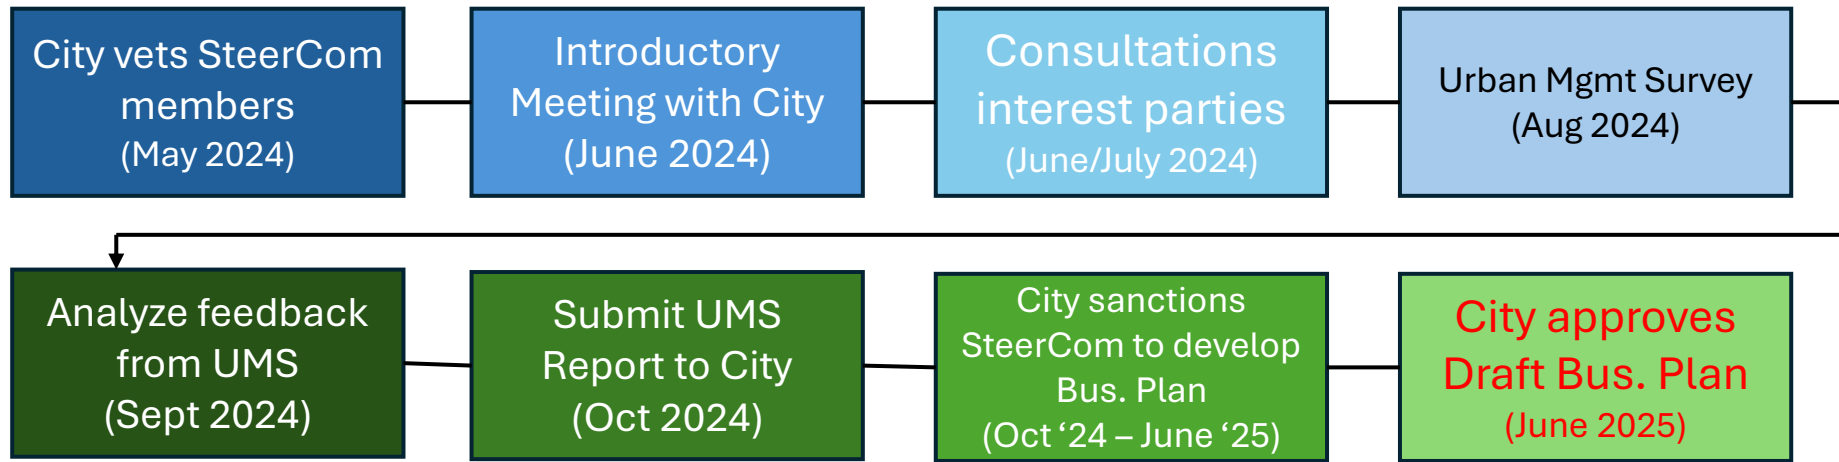 City vets SteerCom
members
(May 2024)
Introductory
Meeting with City
(June 2024)
Consultations
interest parties
(June/July 2024)
Urban Mgmt Survey
(Aug 2024)
Analyze feedback
from UMS
(Sept 2024)
Submit UMS
Report to City
(Oct 2024)
City sanctions
SteerCom to develop
Bus. Plan
(Oct ‘24 – June ‘25)
City approves
Draft Bus. Plan
(June 2025)